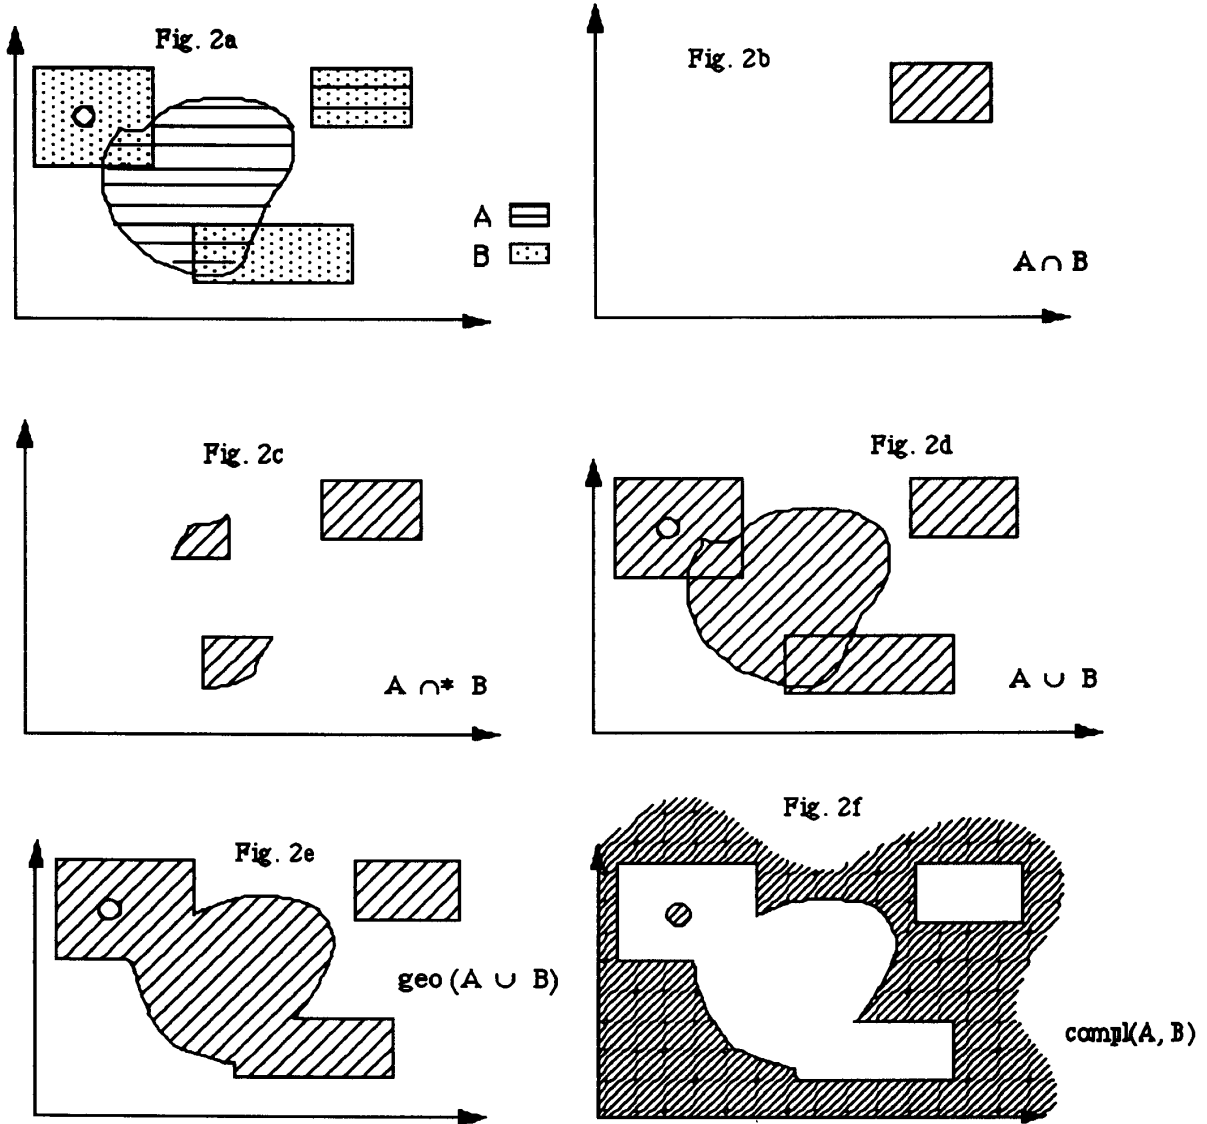 Fig. 2a
A
B
Fig. 2b
A ∩ B
Fig. 2c
A ∩* B
Fig. 2d
A ∪ B
Fig. 2e
geo (A ∪ B)
Fig. 2f
compl(A, B)